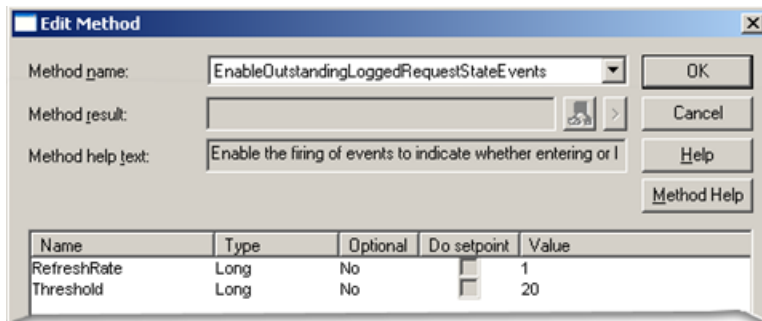 Edit Method
Method name: EnableOutstandingLoggedRequestStateEvents OK
Method result: > Cancel
Method help text: Enable the firing of events to indicate whether entering or l Help
Method Help
Name Type Optional Do setpoint Value
RefreshRate Long No 1
Threshold Long No 20